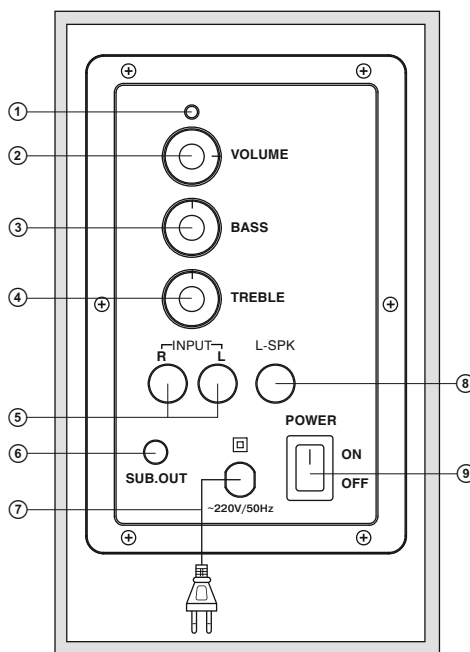 1
2
VOLUME
3
BASS
4
TREBLE
INPUT
R
L
L-SPK
5
8
POWER
6
ON
9
SUB.OUT
OFF
7
~220V/50Hz